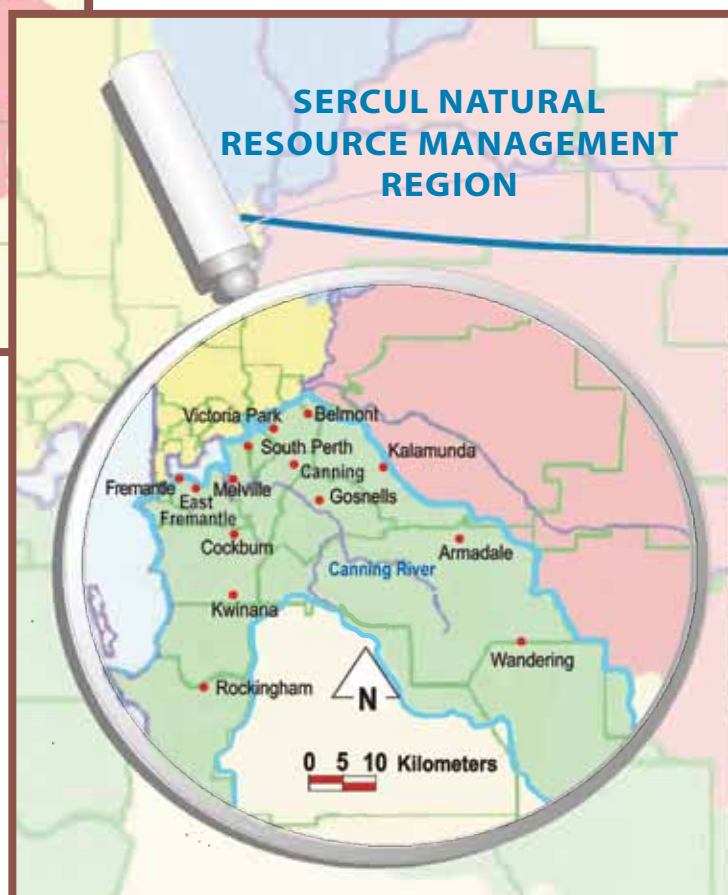 SERCUL NATURAL
RESOURCE MANAGEMENT
REGION
Victoria Park
Belmont
South Perth
Kalamunda
Canning
Fremantle
Melville
Gosnells
East
Fremantle
Cockburn
Armadale
Canning River
Kwinana
Wandering
Rockingham
N
0 5 10 Kilometers